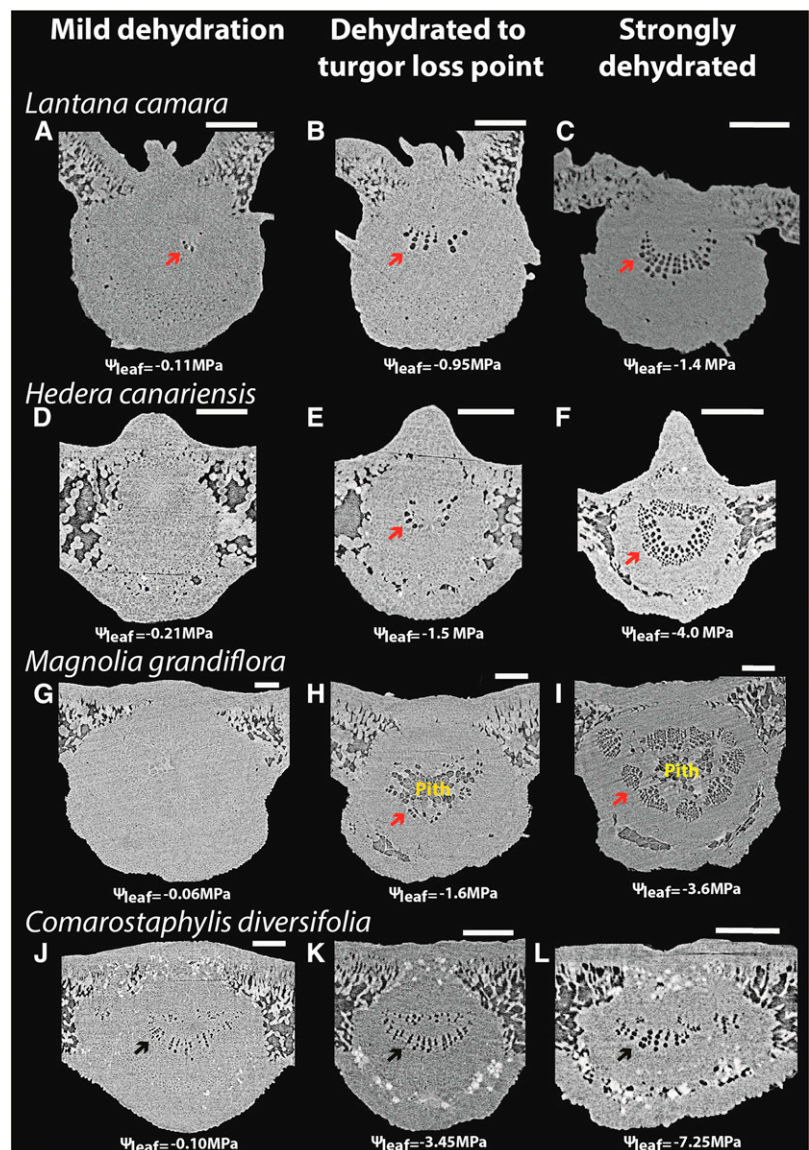 Mild dehydration
Dehydrated to turgor loss point
Strongly dehydrated
Lantana camara
A
B
C
Ψleaf=-0.11MPa
Ψleaf=-0.95MPa
Ψleaf=-1.4 MPa
Hedera canariensis
D
E
F
Ψleaf=-0.21MPa
Ψleaf=-1.5 MPa
Ψleaf=-4.0 MPa
Magnolia grandiflora
G
H
I
Pith
Pith
Ψleaf=-0.06MPa
Ψleaf=-1.6MPa
Ψleaf=-3.6MPa
Comarostaphylis diversifolia
J
K
L
Ψleaf=-0.10MPa
Ψleaf=-3.45MPa
Ψleaf=-7.25MPa